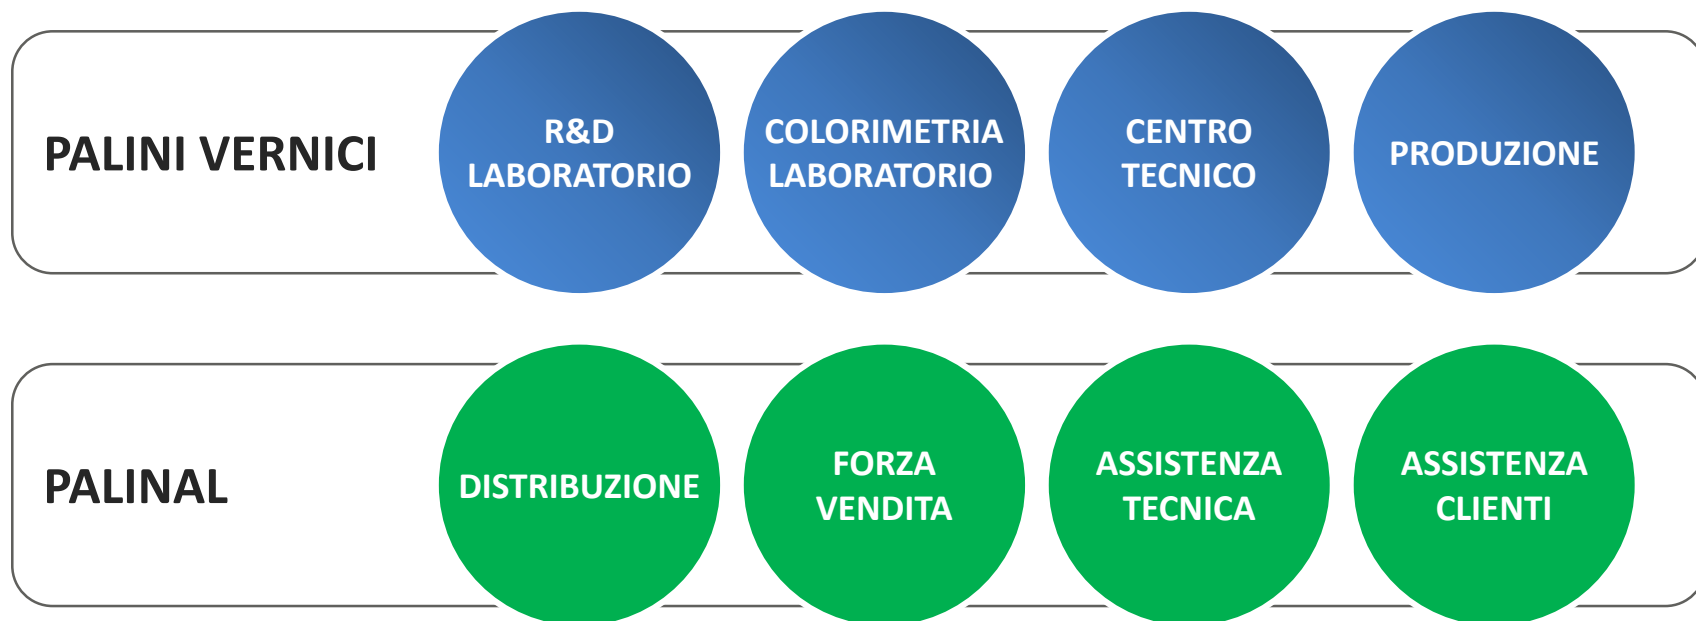 PALINI VERNICI
R&D
LABORATORIO
COLORIMETRIA
LABORATORIO
CENTRO
TECNICO
PRODUZIONE
PALINAL
DISTRIBUZIONE
FORZA
VENDITA
ASSISTENZA
TECNICA
ASSISTENZA
CLIENTI